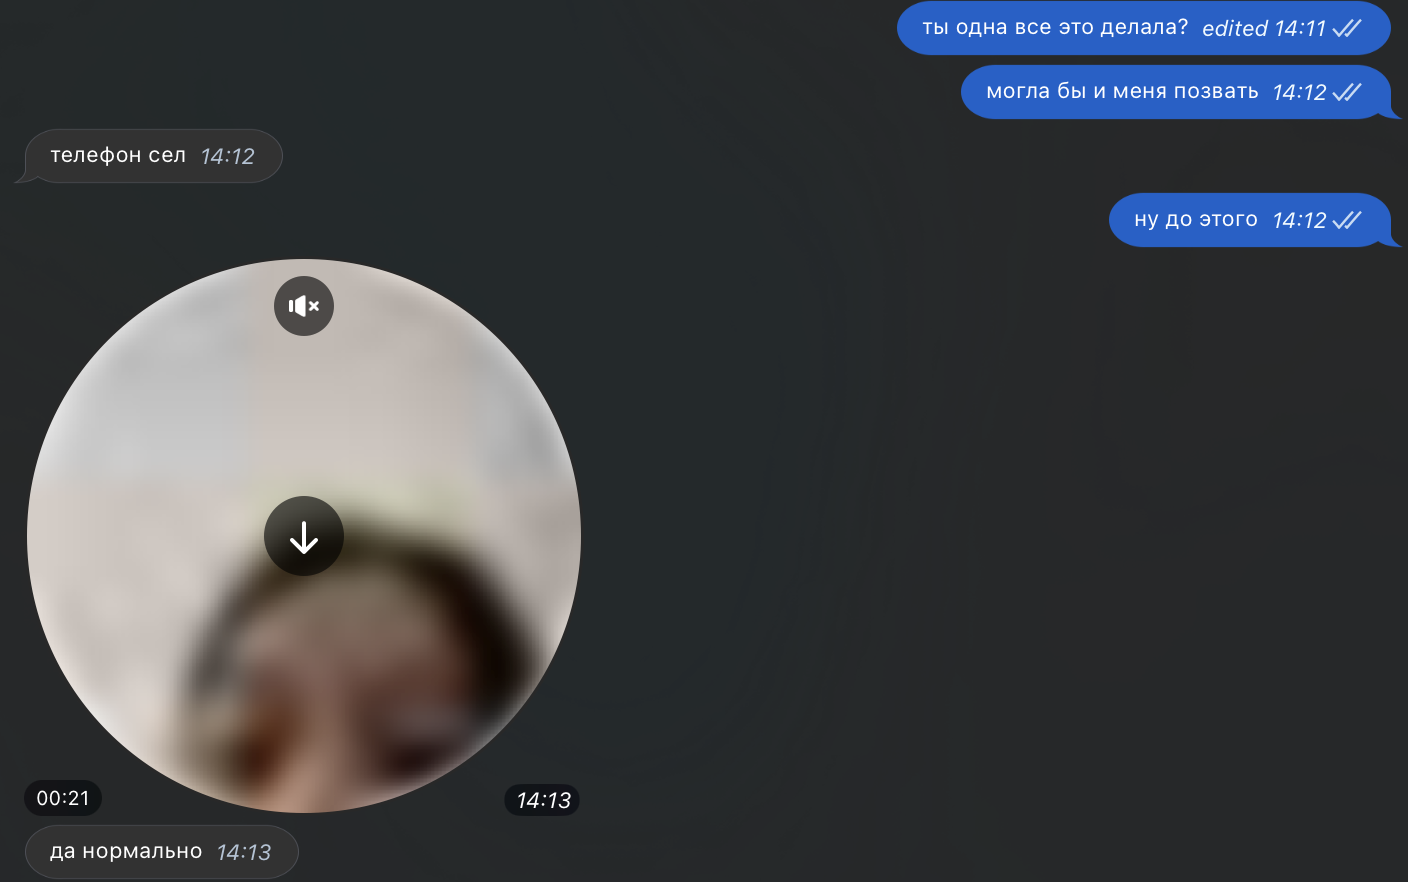 ты одна все это делала? edited 14:11
могла бы и меня позвать 14:12
телефон сел 14:12
ну до этого 14:12
00:21
14:13
да нормально 14:13